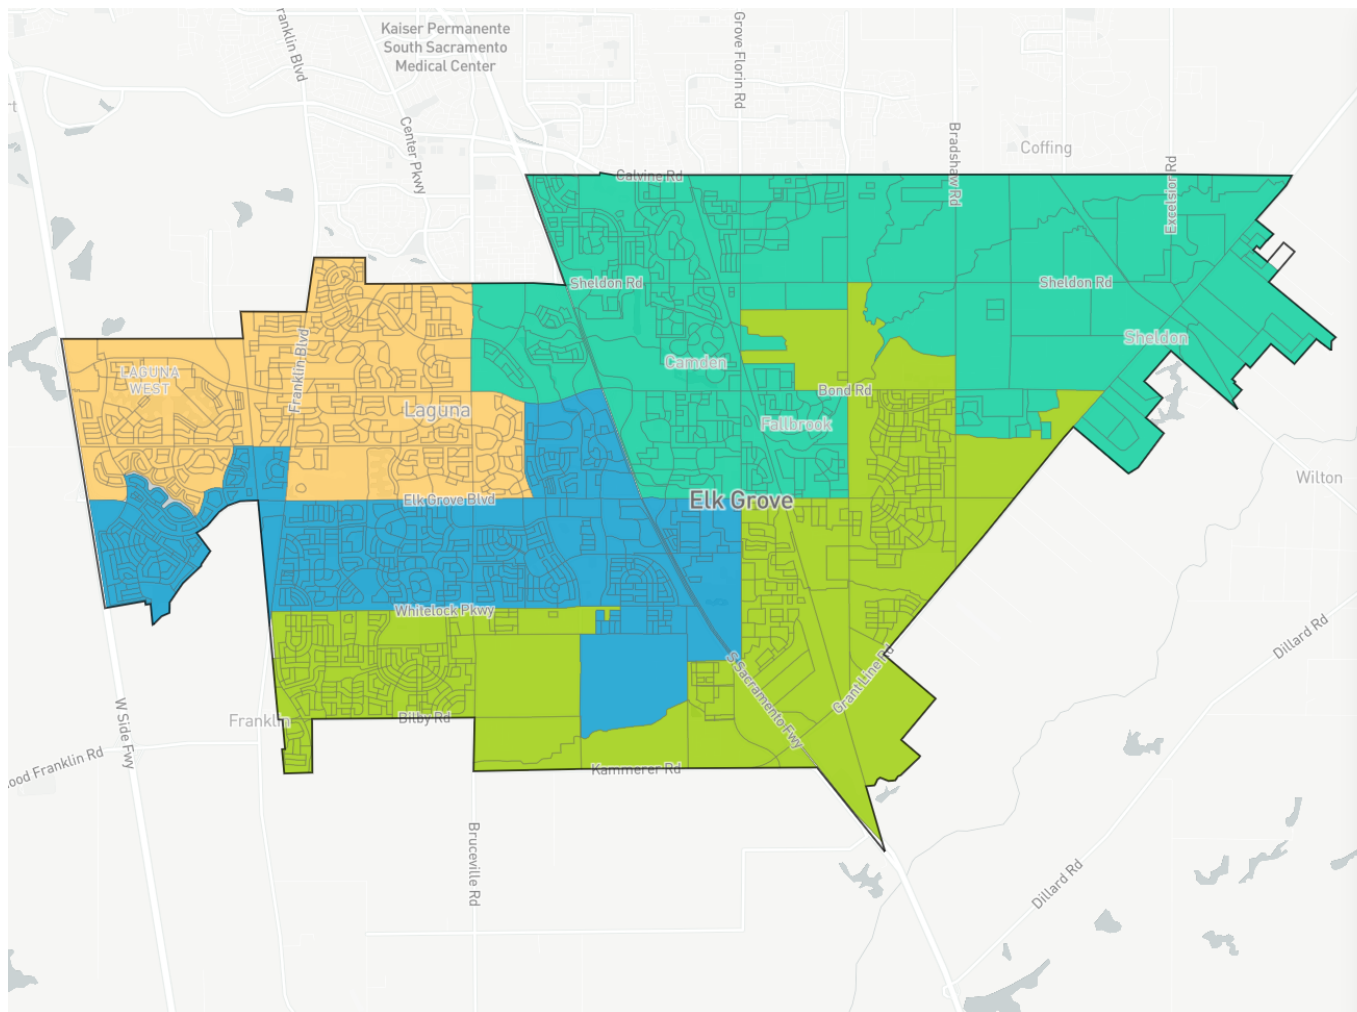 Franklin Blvd
Kaiser Permanente
South Sacramento
Medical Center
Grove Florin Rd
rt
Center Pkwy
Bradshaw Rd
Coffing
Excelsior Rd
Calvine Rd
Sheldon Rd
Sheldon Rd
Sheldon
Franklin Blvd
LAGUNA
WEST
Camden
Bond Rd
Laguna
Fallbrook
Wilton
Elk Grove Blvd
Elk Grove
Whitelock Pkwy
Dillard Rd
S Sacramento Fwy
Grant Line Rd
Franklin
Bilby Rd
W Side Fwy
ood Franklin Rd
Kammerer Rd
Bruceville Rd
Dillard Rd